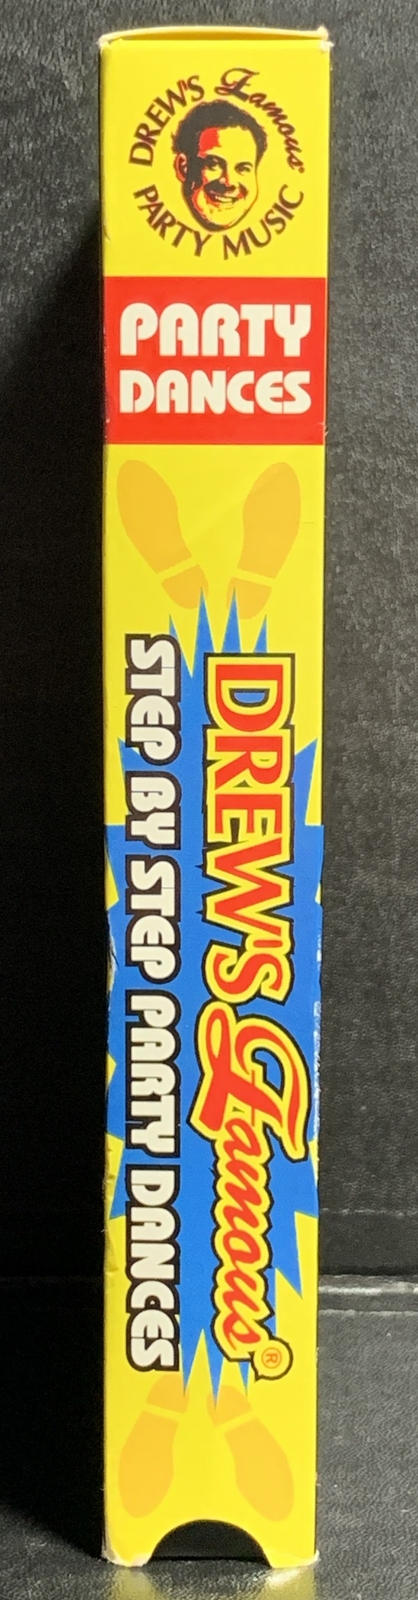 DREW'S Famous
PARTY MUSIC
PARTY
DANCES
DREW'S Famous®
STEP BY STEP PARTY DANCES